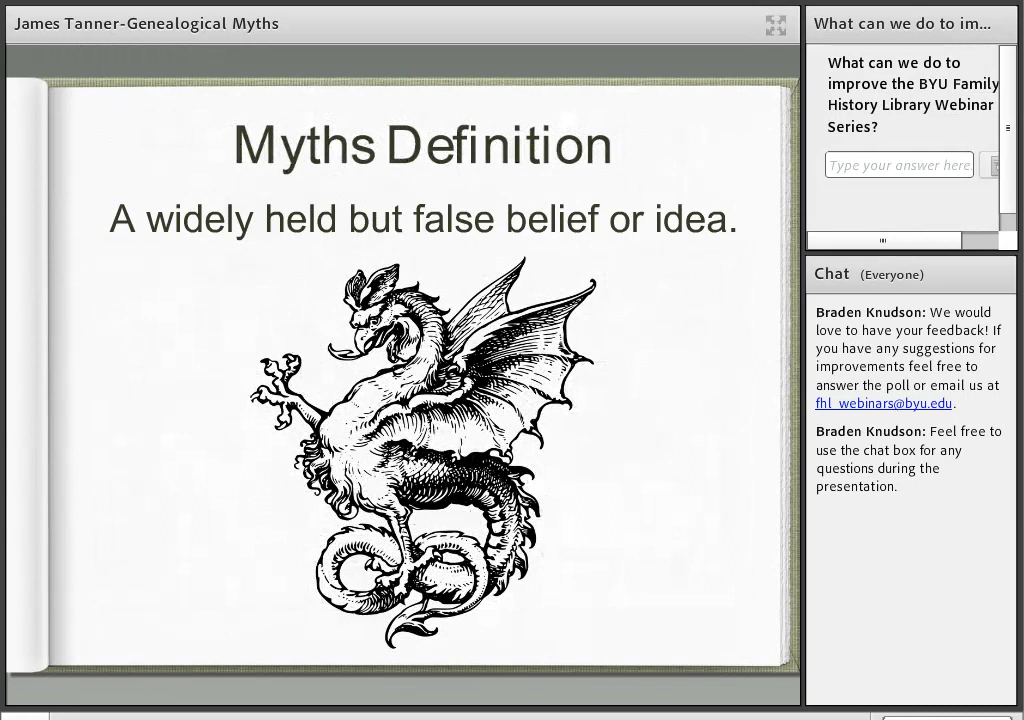 James Tanner-Genealogical Myths
Myths Definition
A widely held but false belief or idea.
What can we do to im...
What can we do to
improve the BYU Family
History Library Webinar
Series?
Type your answer here.
Chat (Everyone)
Braden Knudson: We would
love to have your feedback! If
you have any suggestions for
improvements feel free to
answer the poll or email us at
fhl_webinars@byu.edu.
Braden Knudson: Feel free to
use the chat box for any
questions during the
presentation.